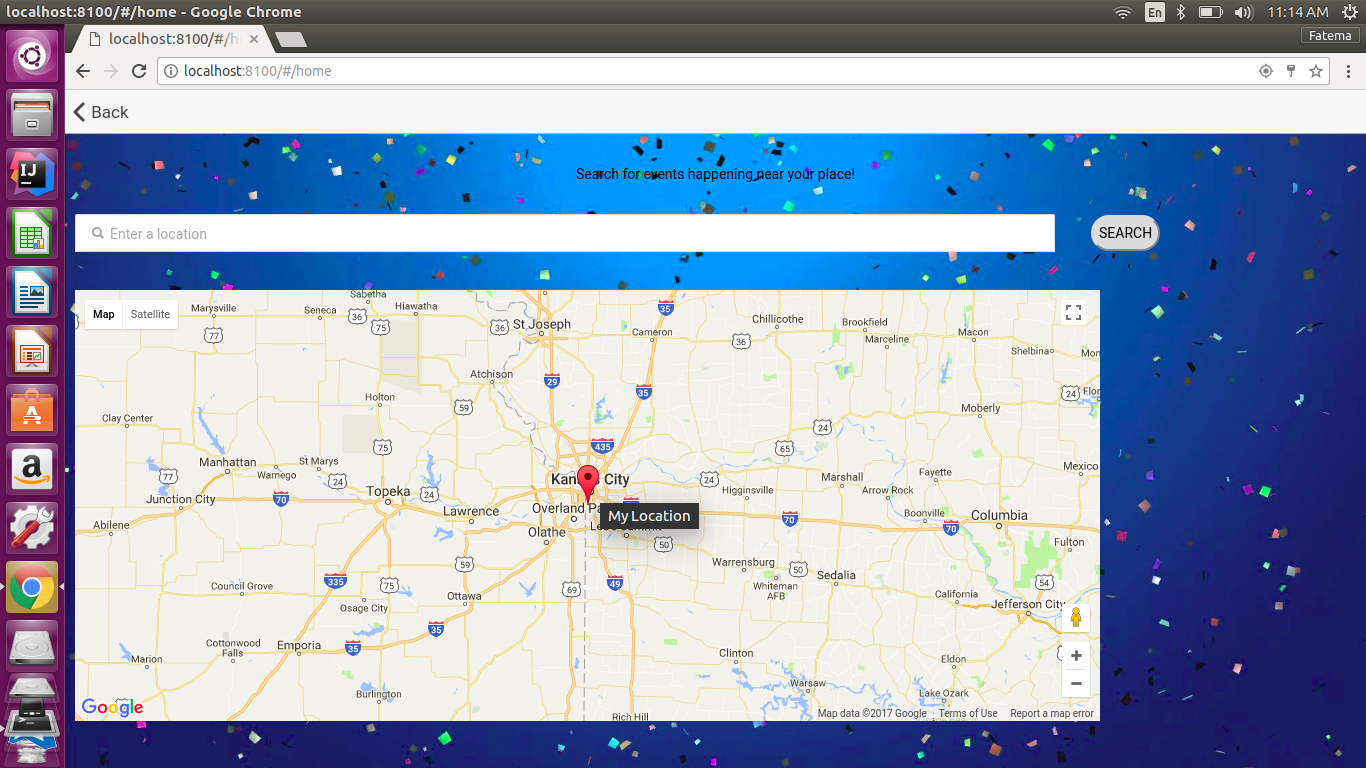 localhost:8100/#/home - Google Chrome
En
11:14 AM
localhost:8100/#/h
Fatema
localhost:8100/#/home
Back
Search for events happening near your place!
Enter a location
SEARCH
Map
Satellite
Marysville
Seneca
Sabetha
Hiawatha
St Joseph
Cameron
Chillicothe
Brookfield
Marceline
Macon
Shelbina
Mon
36
75
36
77
35
36
Atchison
29
35
Holton
59
24
Flor
Clay Center
Moberly
75
435
65
24
Manhattan
Wamego
St Marys
24
77
Junction City
70
Topeka
24
Kansas City
24
Higginsville
Marshall
Arrow Rock
Fayette
Mexico
Boonville
Abilene
Lawrence
Overland Pa
My Location
70
70
Columbia
Olathe
50
Fulton
Council Grove
335
75
59
Ottawa
69
49
Warrensburg
50
Whiteman
AFB
Sedalia
California
54
Jefferson City
Osage City
35
Emporia
35
Cottonwood
Falls
Marion
Clinton
Eldon
Burlington
Warsaw
Lake Ozark
Rich Hill
Google
Map data ©2017 Google
Terms of Use
Report a map error